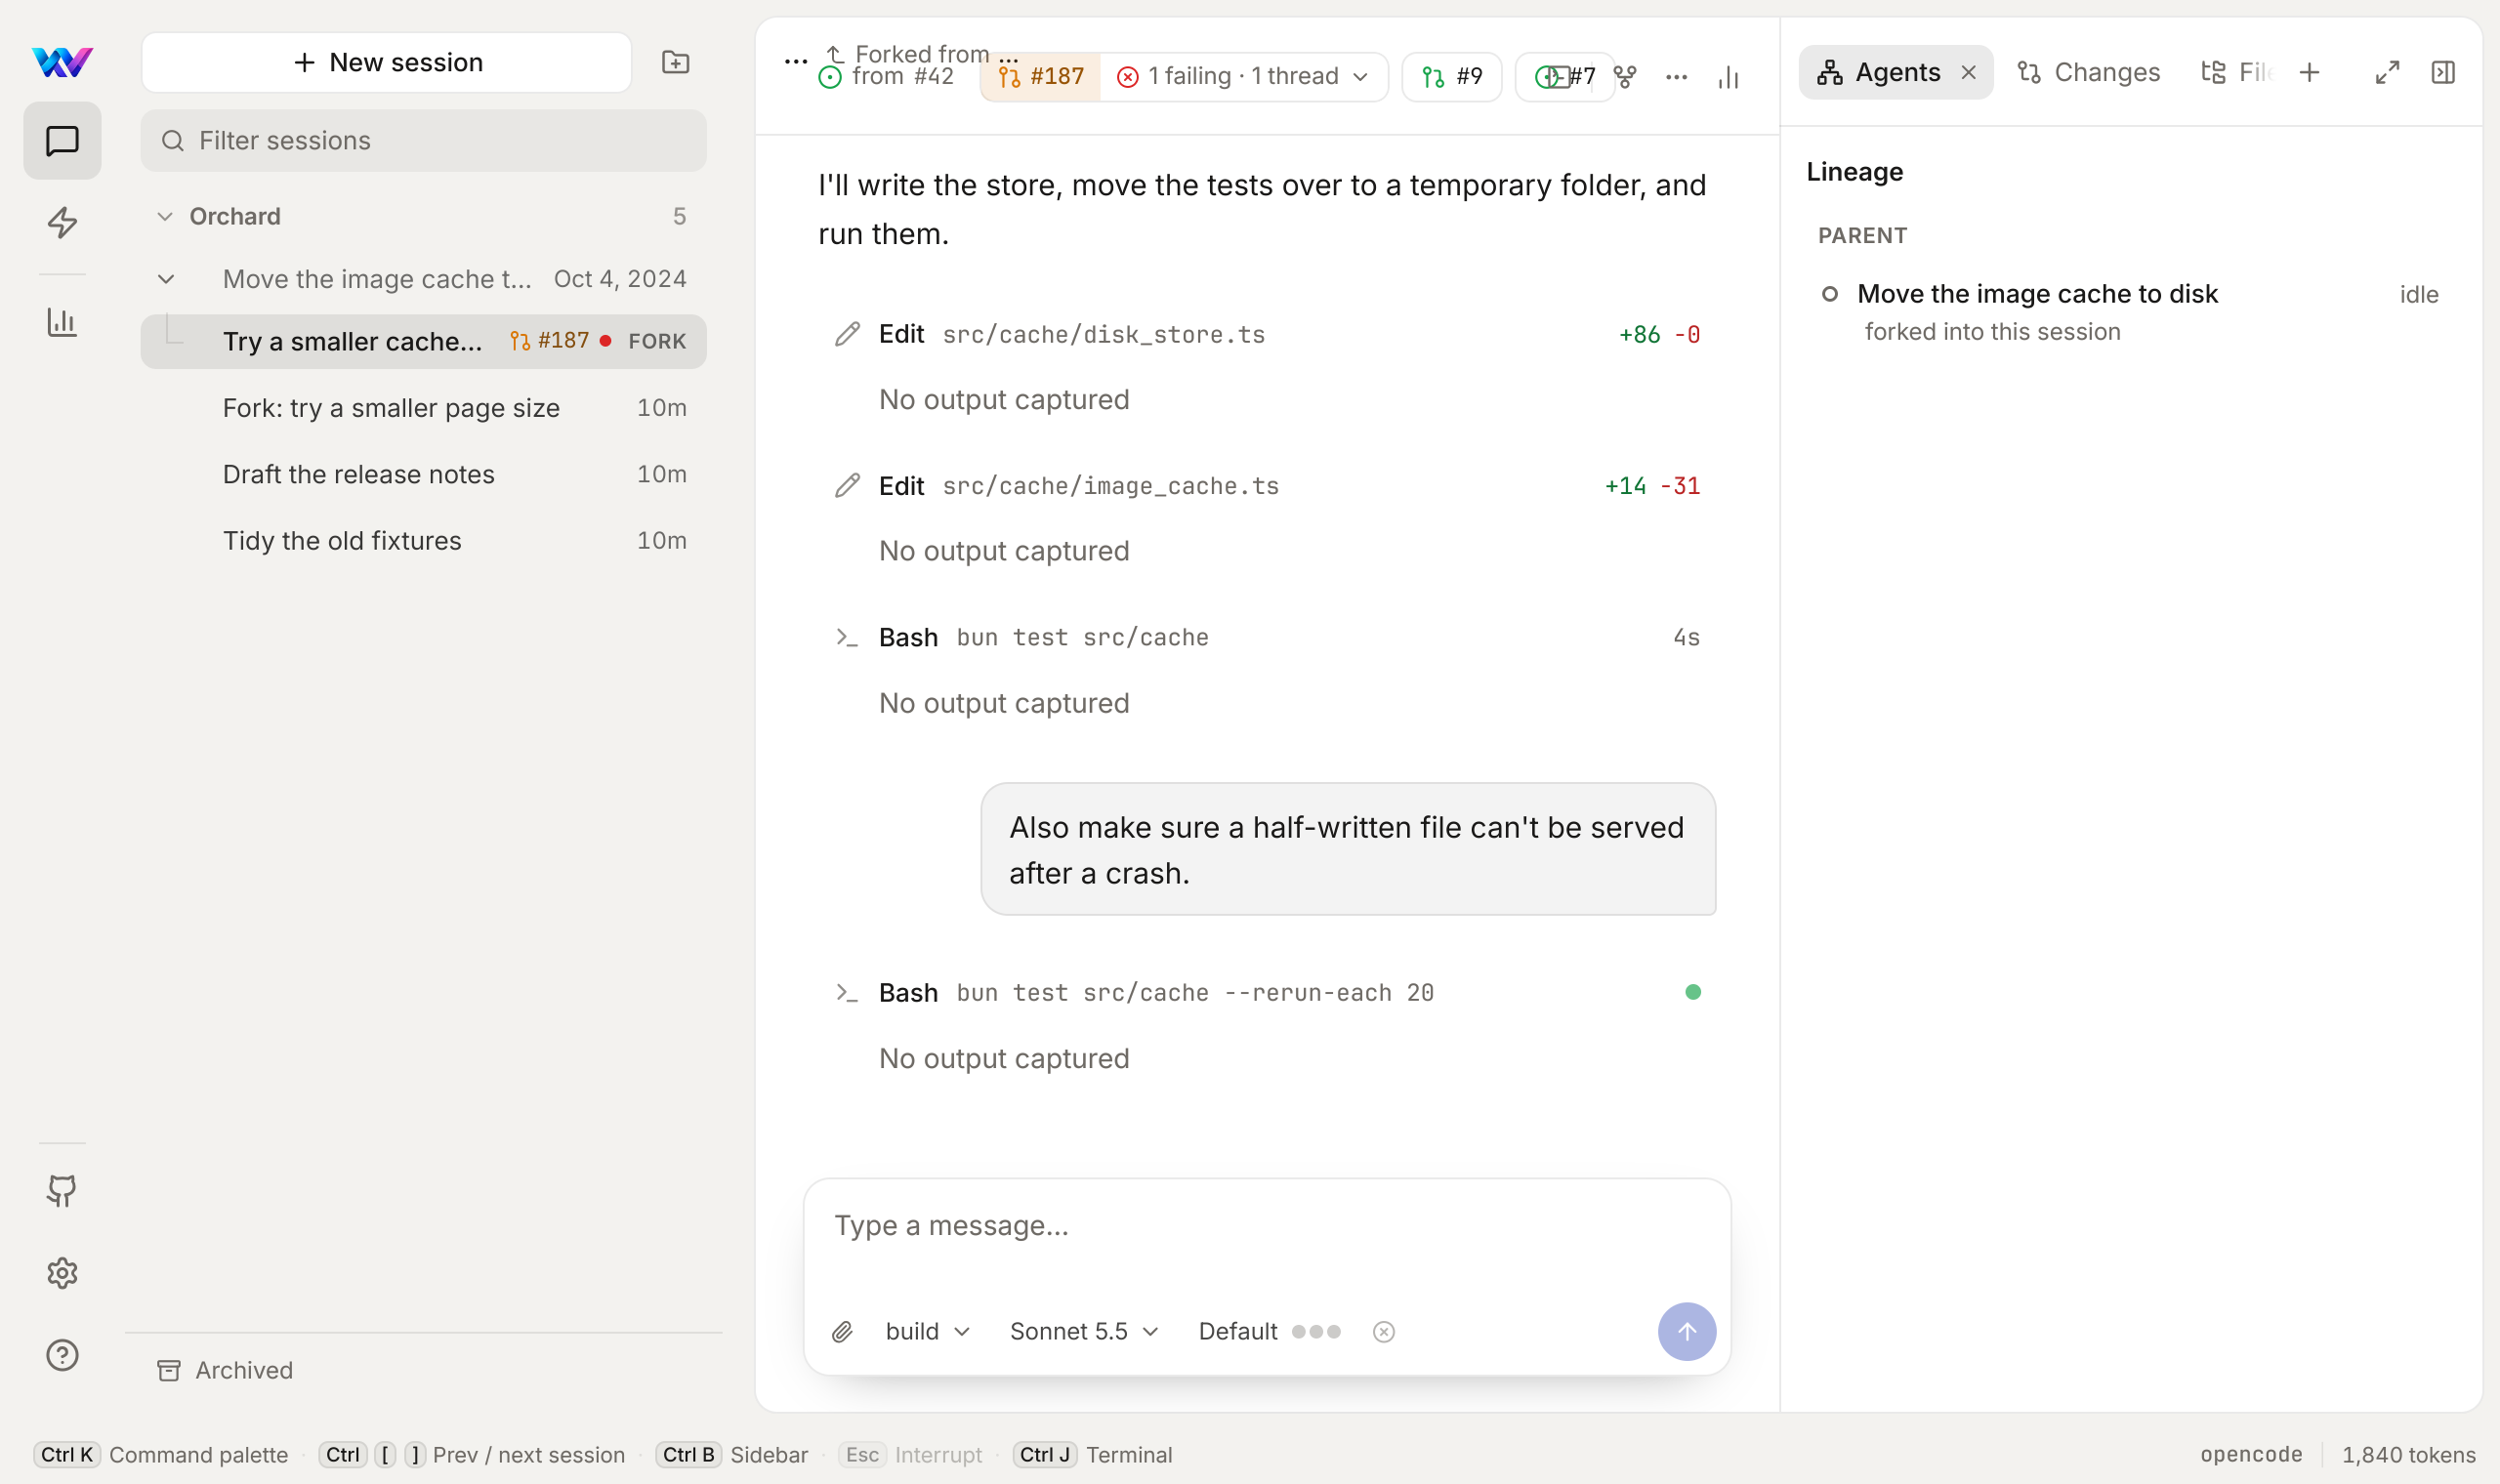 New session
Filter sessions
Orchard 5
Move the image cache t... Oct 4, 2024
Try a smaller cache... #187 FORK
Fork: try a smaller page size 10m
Draft the release notes 10m
Tidy the old fixtures 10m
Archived
... Forked from ...
from #42 #187 1 failing · 1 thread #9 #7
I'll write the store, move the tests over to a temporary folder, and
run them.
Edit src/cache/disk_store.ts +86 -0
No output captured
Edit src/cache/image_cache.ts +14 -31
No output captured
Bash bun test src/cache 4s
No output captured
Also make sure a half-written file can't be served
after a crash.
Bash bun test src/cache --rerun-each 20
No output captured
Type a message...
build Sonnet 5.5 Default
Agents Changes
Lineage
PARENT
Move the image cache to disk idle
forked into this session
Ctrl K Command palette · Ctrl [ ] Prev / next session · Ctrl B Sidebar · Esc Interrupt · Ctrl J Terminal
opencode 1,840 tokens